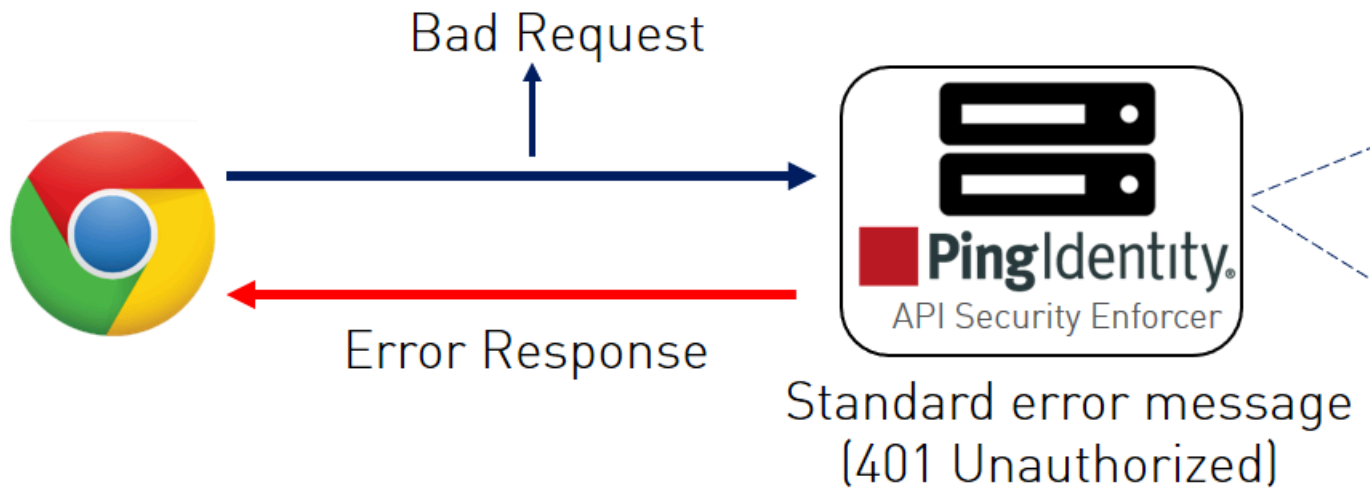 Bad Request
PingIdentity®
API Security Enforcer
Error Response
Standard error message
(401 Unauthorized)